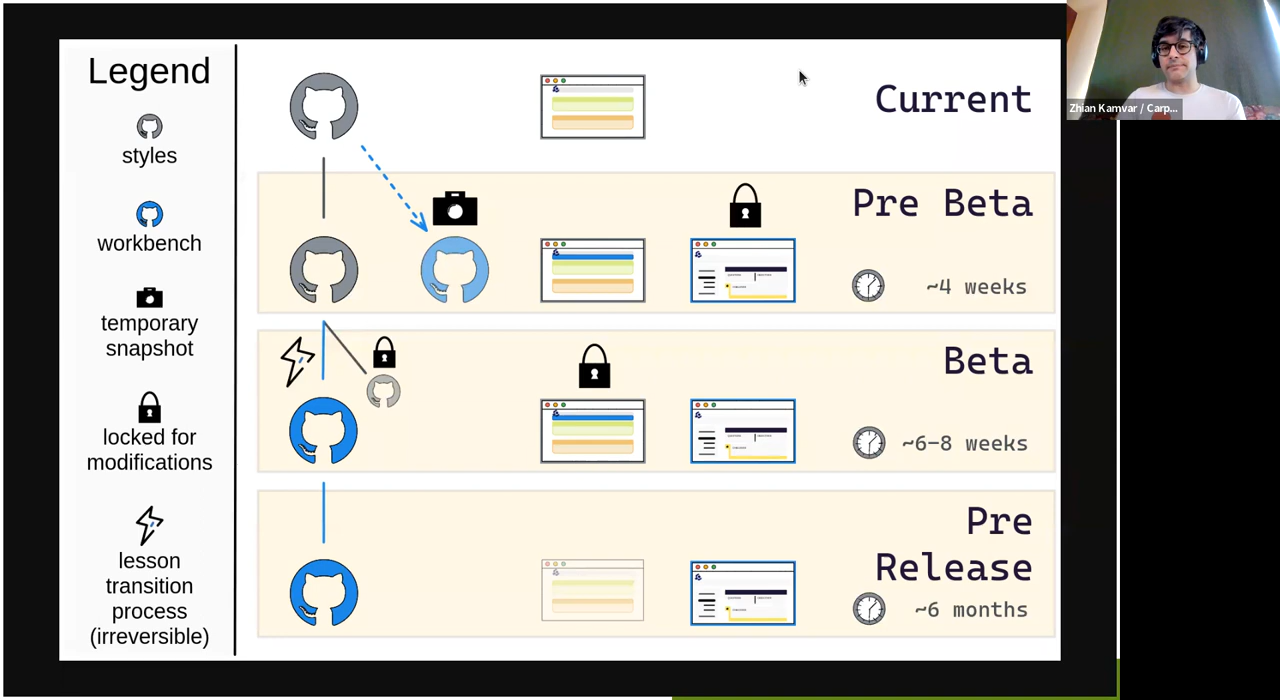 Legend
styles
workbench
temporary
snapshot
locked for
modifications
lesson
transition
process
(irreversible)
Current
Pre Beta
~4 weeks
Beta
~6-8 weeks
Pre
Release
~6 months
Zhian Kamvar / Carp...